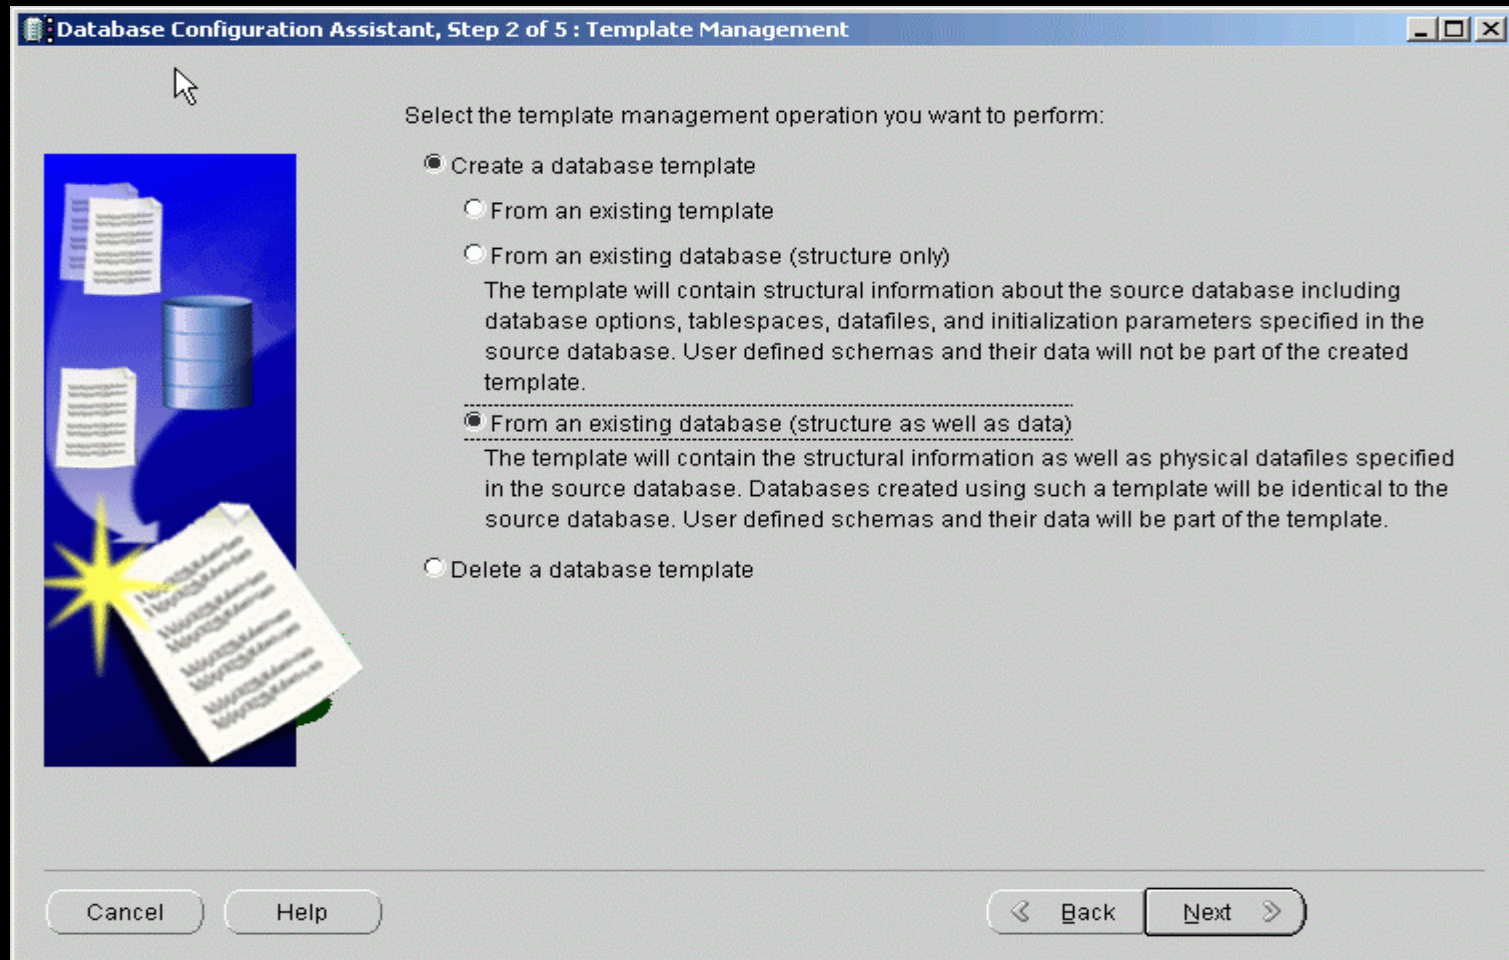 Database Configuration Assistant, Step 2 of 5 : Template Management
Select the template management operation you want to perform:
Create a database template
From an existing template
From an existing database (structure only)
The template will contain structural information about the source database including
database options, tablespaces, datafiles, and initialization parameters specified in the
source database. User defined schemas and their data will not be part of the created
template.
From an existing database (structure as well as data)
The template will contain the structural information as well as physical datafiles specified
in the source database. Databases created using such a template will be identical to the
source database. User defined schemas and their data will be part of the template.
Delete a database template
Cancel
Help
Back
Next